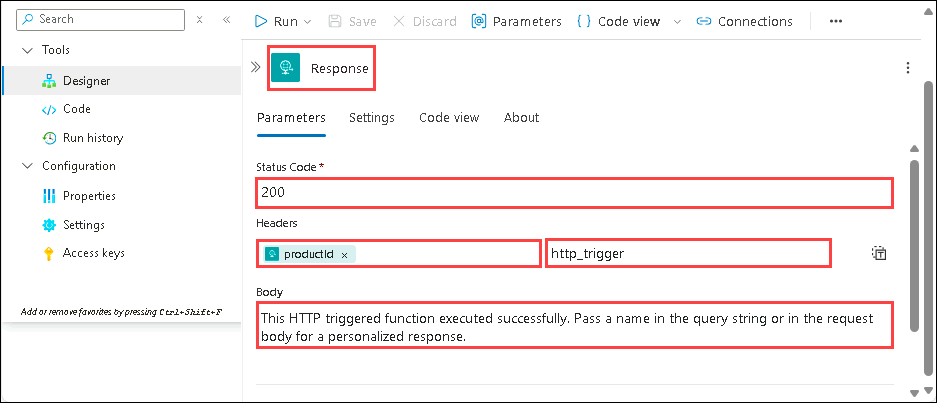 Search
Run
Save
Discard
Parameters
Code view
Connections
Tools
Designer
Code
Run history
Configuration
Properties
Settings
Access keys
Add or remove favorites by pressing Ctrl+Shift+F
Response
Parameters
Settings
Code view
About
Status Code *
200
Headers
productId ×
http_trigger
Body
This HTTP triggered function executed successfully. Pass a name in the query string or in the request
body for a personalized response.